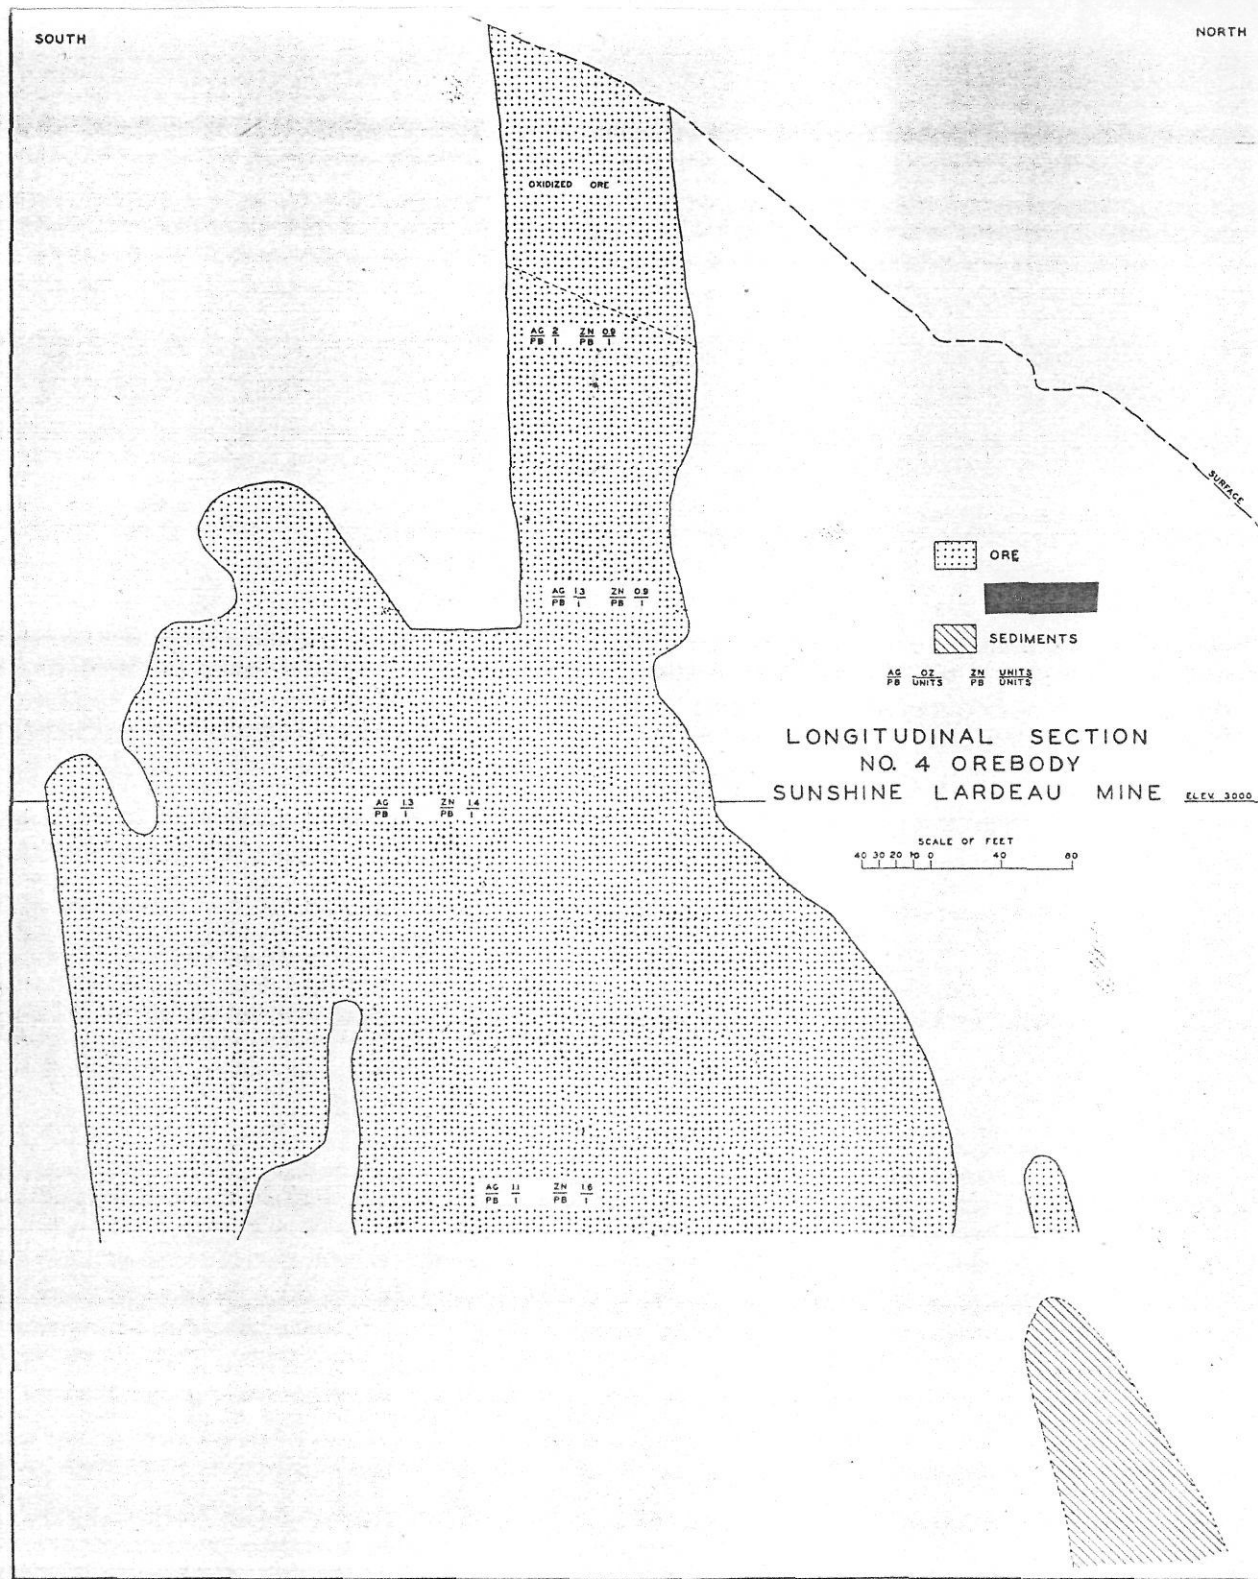 SOUTH
NORTH
OXIDIZED ORE
AG 2 ZN 0.9
PB 1 PB 1
SURFACE
ORE
AG 1.3 ZN 0.9
PB 1 PB 1
SEDIMENTS
AG OZ ZN UNITS
PB UNITS PB UNITS
LONGITUDINAL SECTION
NO. 4 OREBODY
SUNSHINE LARDEAU MINE
ELEV. 3000
AG 1.3 ZN 1.4
PB 1 PB 1
SCALE OF FEET
40 30 20 10 0 40 80
AG 1.1 ZN 1.6
PB 1 PB 1